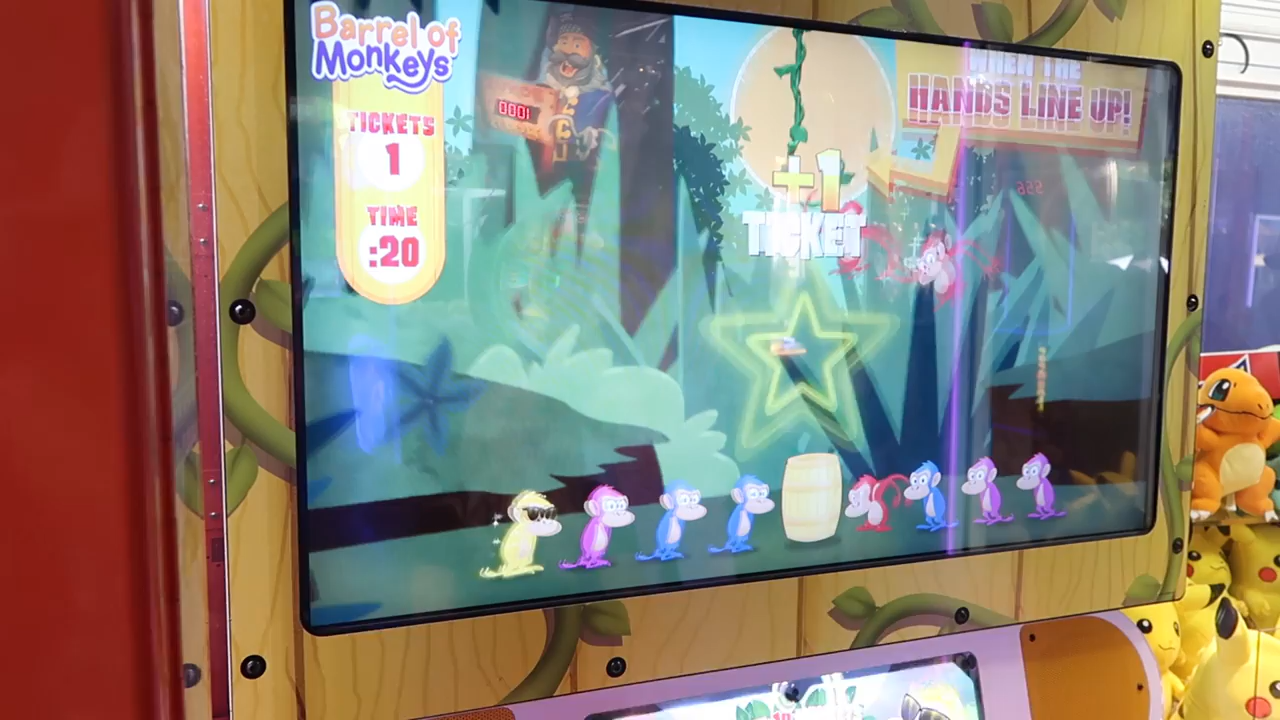 Barrel of
Monkeys
TICKETS
1
TIME
:20
0001
+1
TICKET
WHEN THE
HANDS LINE UP!